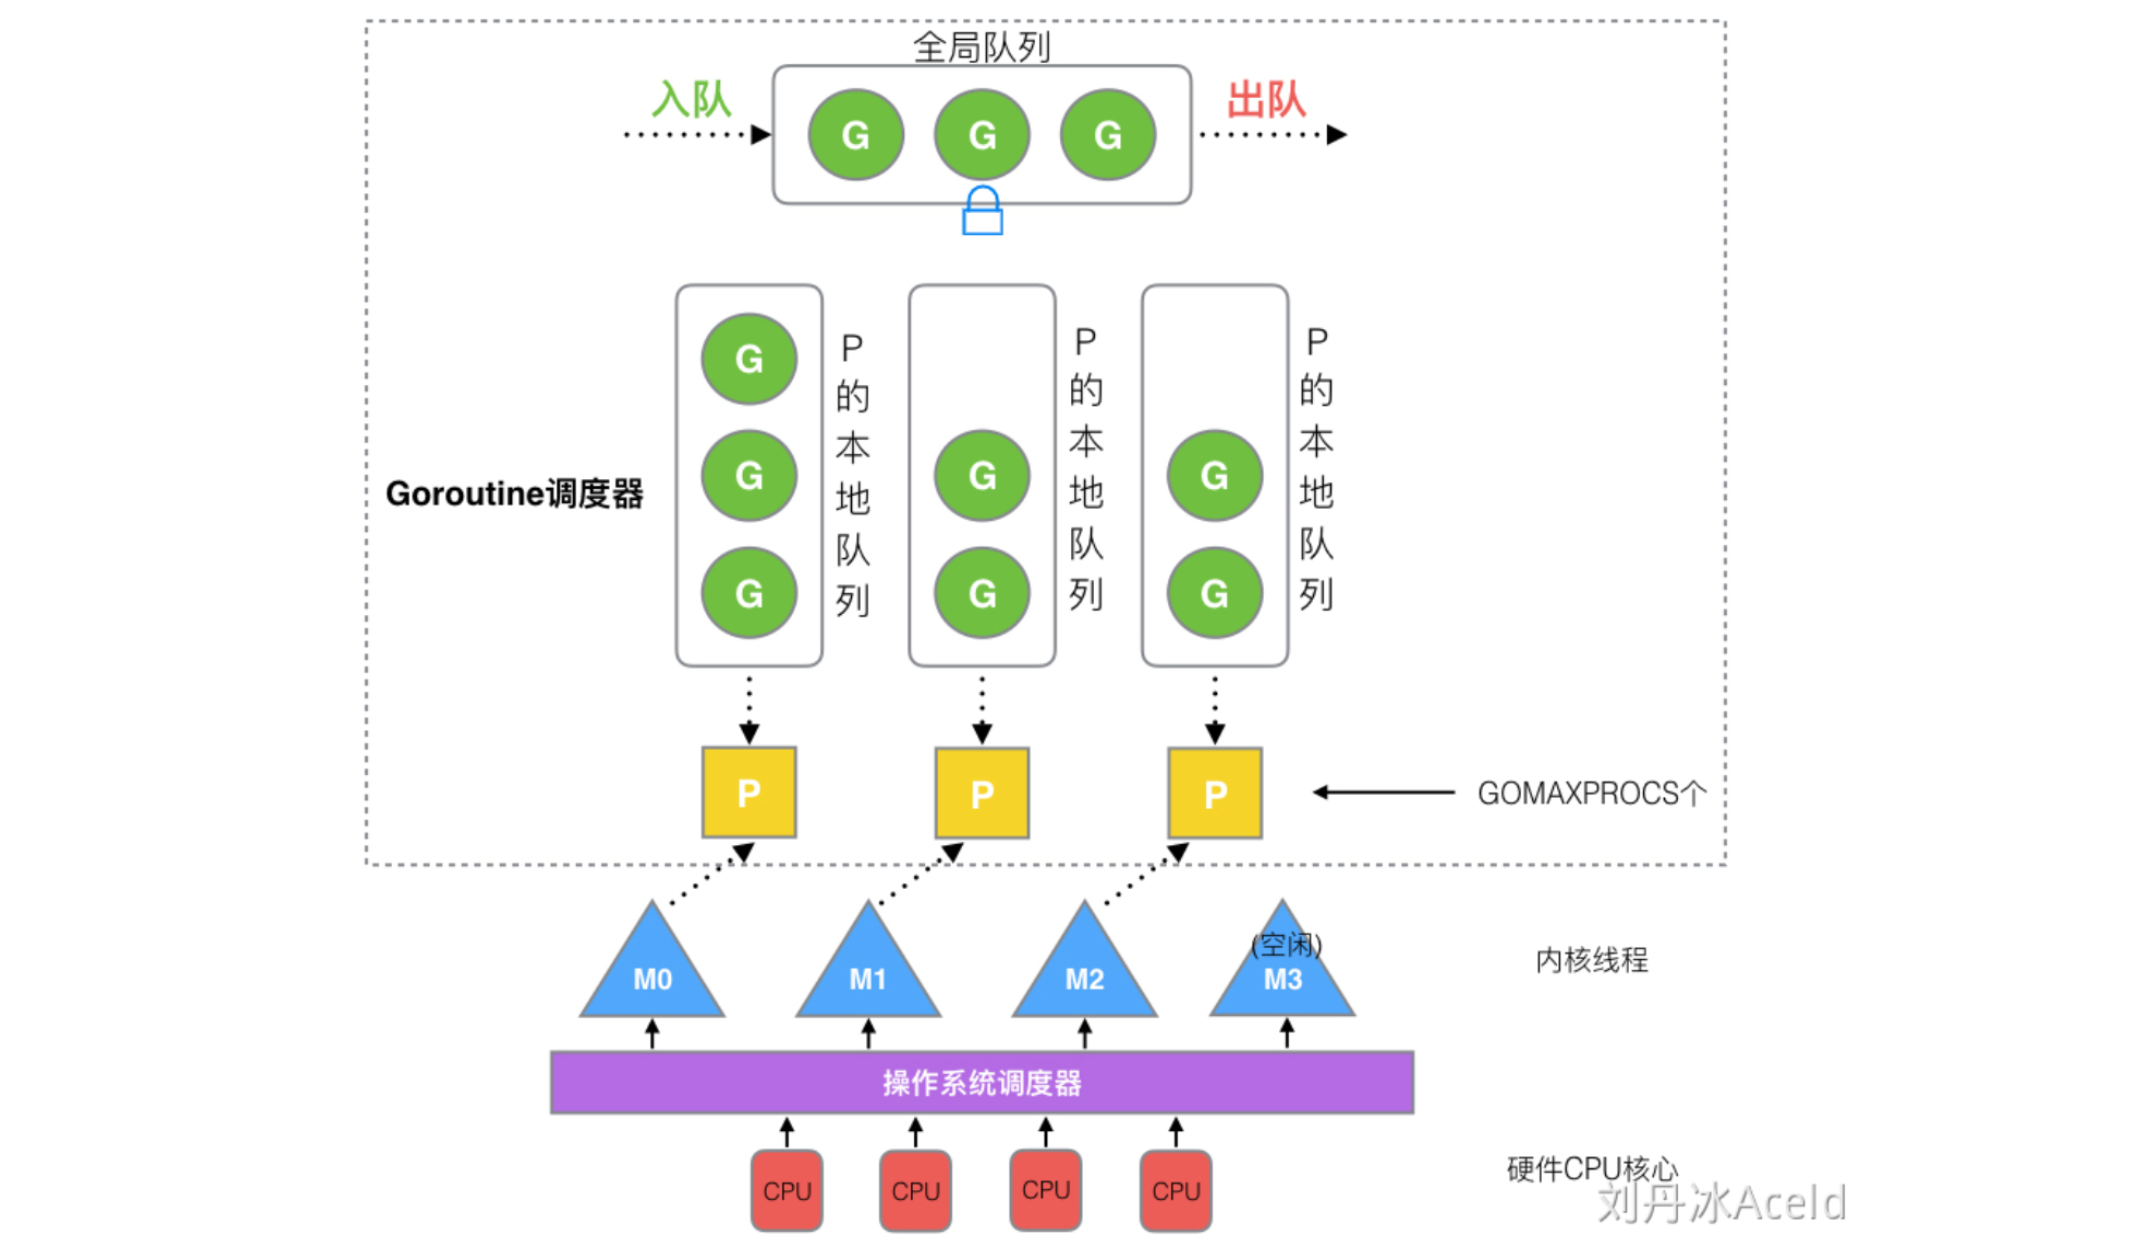 全局队列
入队
出队
G G G
G
G
G
P的本地队列
G
G
P的本地队列
G
G
P的本地队列
Goroutine调度器
P P P
GOMAXPROCS个
(空闲)
M0 M1 M2 M3
内核线程
操作系统调度器
CPU CPU CPU CPU
硬件CPU核心
刘丹冰Aceld